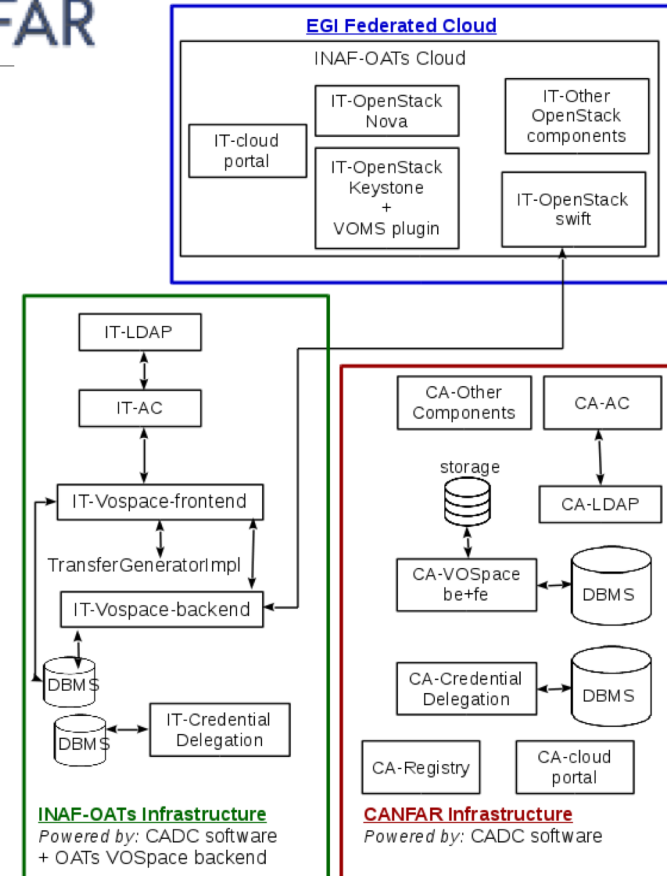 FAR
EGI Federated Cloud
INAF-OATs Cloud
IT-cloud
portal
IT-OpenStack
Nova
IT-OpenStack
Keystone
+
VOMS plugin
IT-Other
OpenStack
components
IT-OpenStack
swift
IT-LDAP
IT-AC
IT-Vospace-frontend
TransferGeneratorImpl
IT-Vospace-backend
DBMS
DBMS
IT-Credential
Delegation
INAF-OATs Infrastructure
Powered by: CADC software
+ OATs VOSpace backend
CA-Other
Components
CA-AC
storage
CA-LDAP
CA-VOSpace
be+fe
DBMS
CA-Credential
Delegation
DBMS
CA-Registry
CA-cloud
portal
CANFAR Infrastructure
Powered by: CADC software